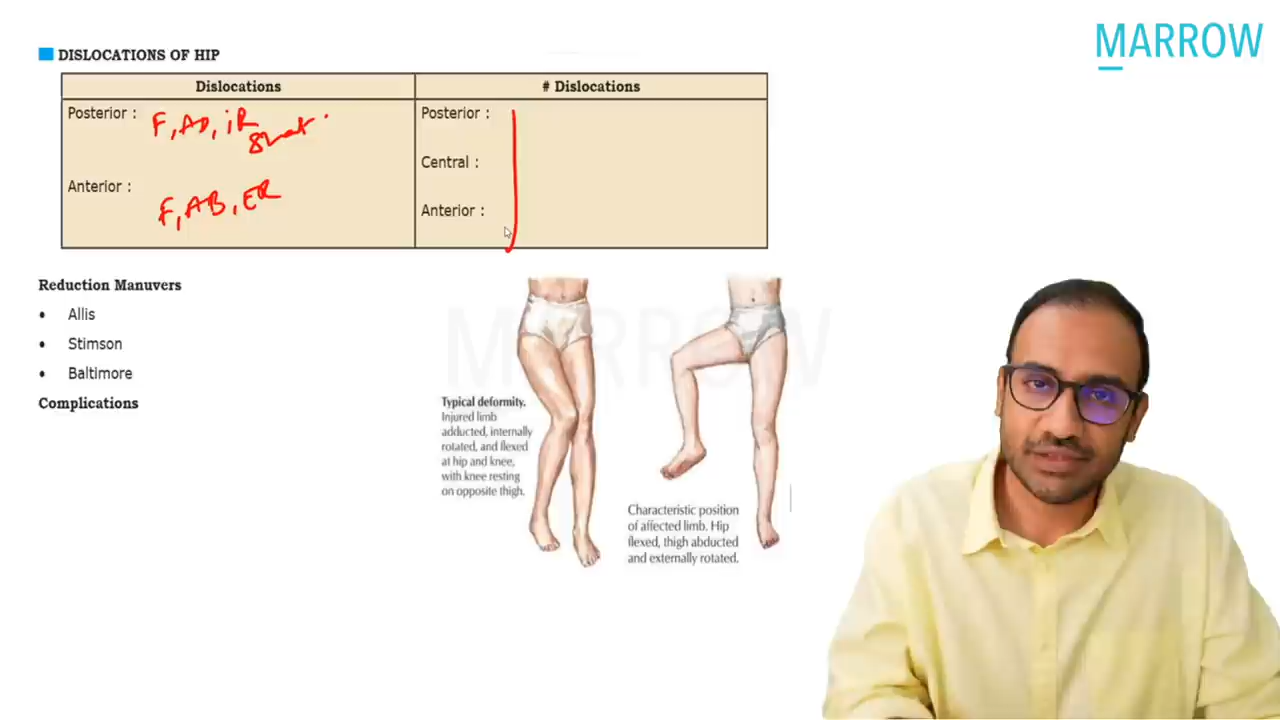 MARROW
DISLOCATIONS OF HIP
Dislocations
# Dislocations
Posterior : F, AD, iR
Short
Anterior :
F, AB, ER
Posterior :
Central :
Anterior :
Reduction Manuvers
• Allis
• Stimson
• Baltimore
Complications
MARROW
Typical deformity.
Injured limb
adducted, internally
rotated, and flexed
at hip and knee,
with knee resting
on opposite thigh.
Characteristic position
of affected limb. Hip
flexed, thigh abducted
and externally rotated.